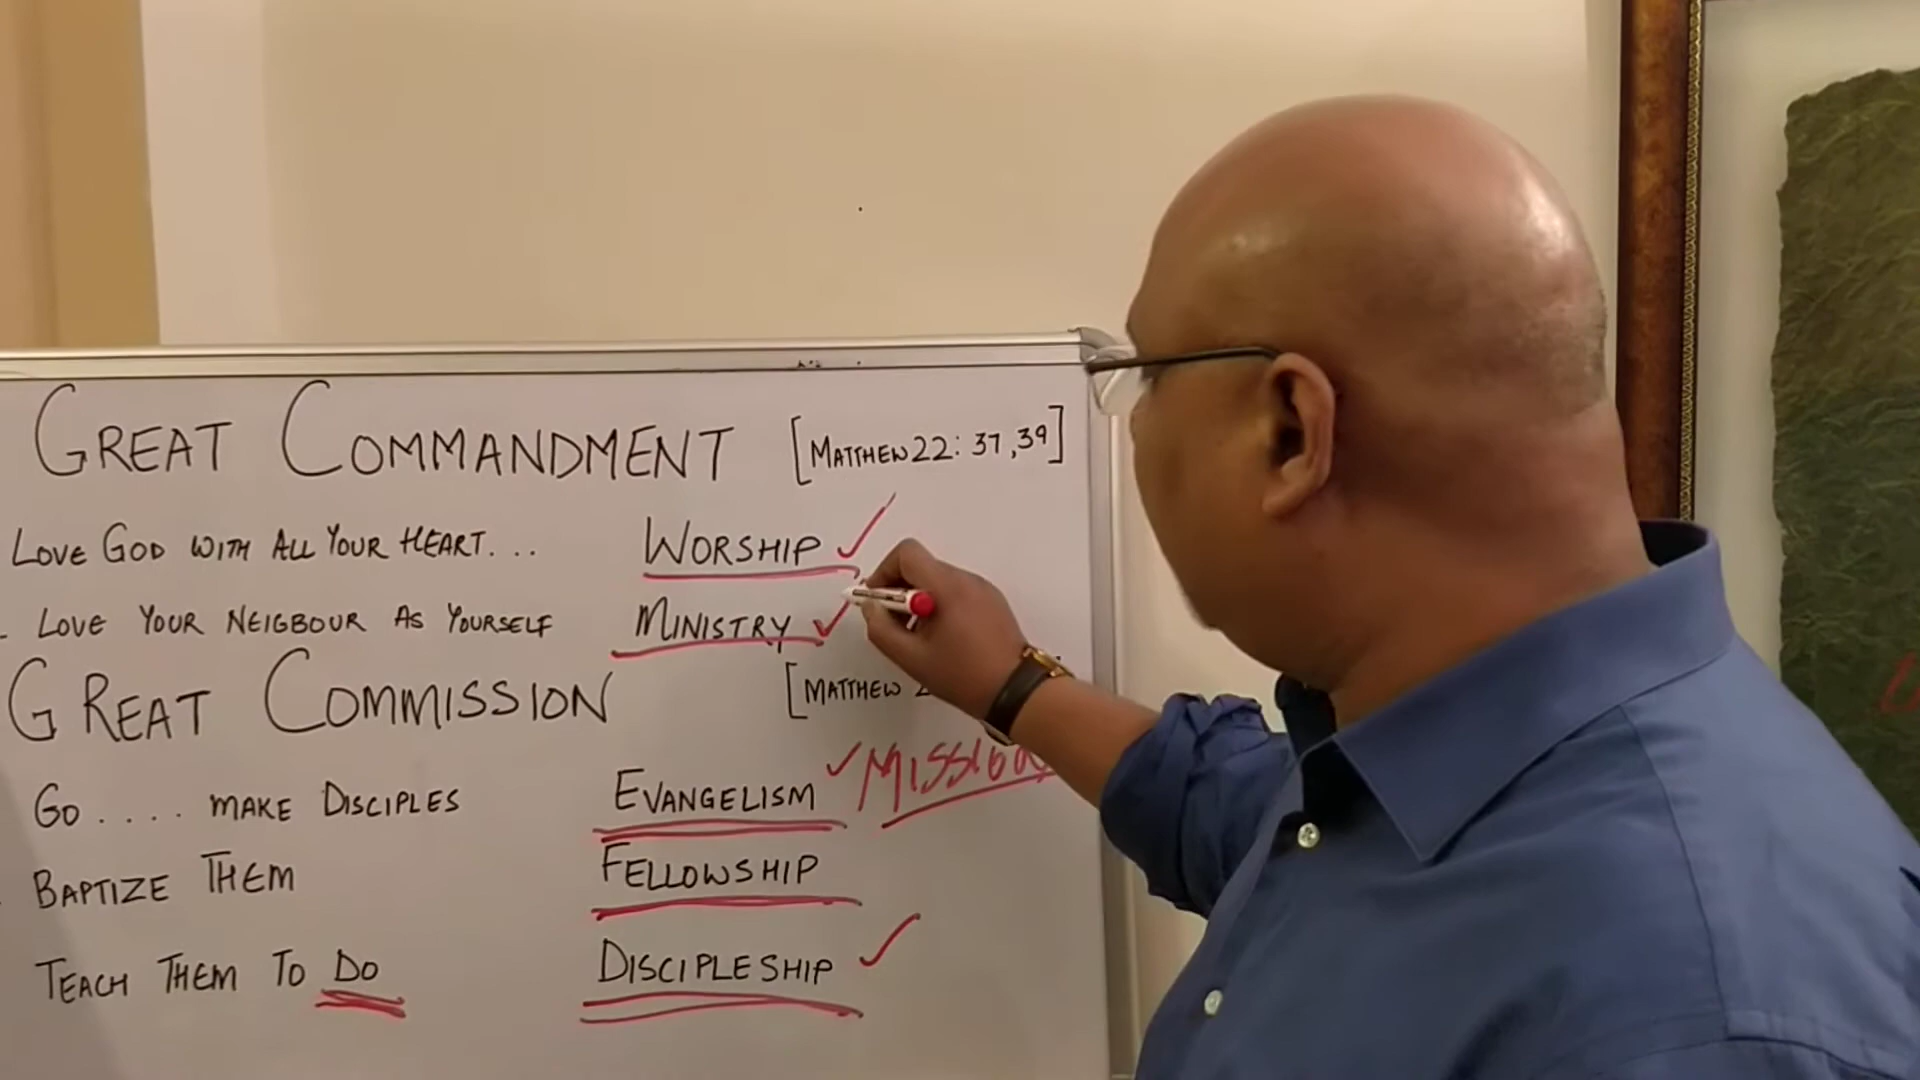 GREAT COMMANDMENT [MATTHEW 22: 37,39]
LOVE GOD WITH ALL YOUR HEART... WORSHIP ✓
- LOVE YOUR NEIGBOUR AS YOURSELF MINISTRY ✓
GREAT COMMISSION [MATTHEW
GO .... MAKE DISCIPLES EVANGELISM ✓ MISSION
BAPTIZE THEM FELLOWSHIP
TEACH THEM TO DO DISCIPLESHIP ✓